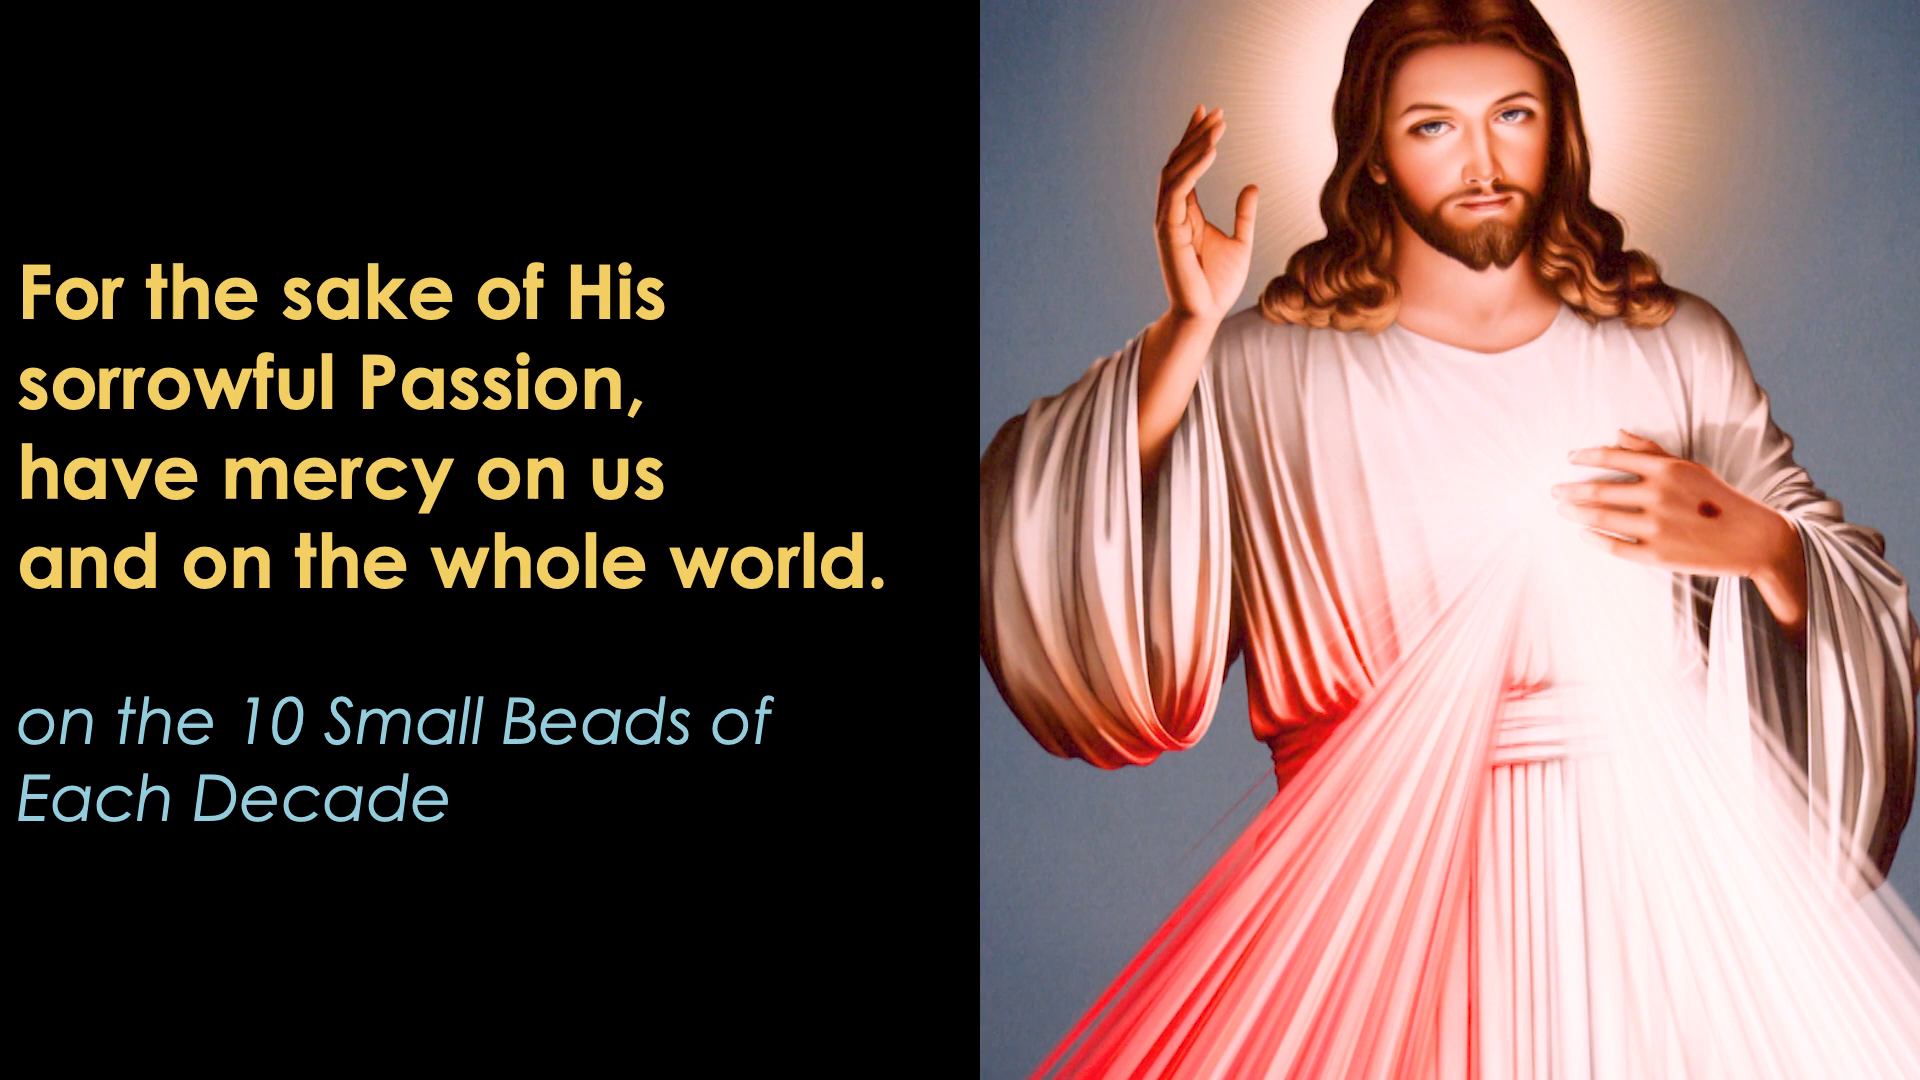 For the sake of His
sorrowful Passion,
have mercy on us
and on the whole world.
on the 10 Small Beads of
Each Decade